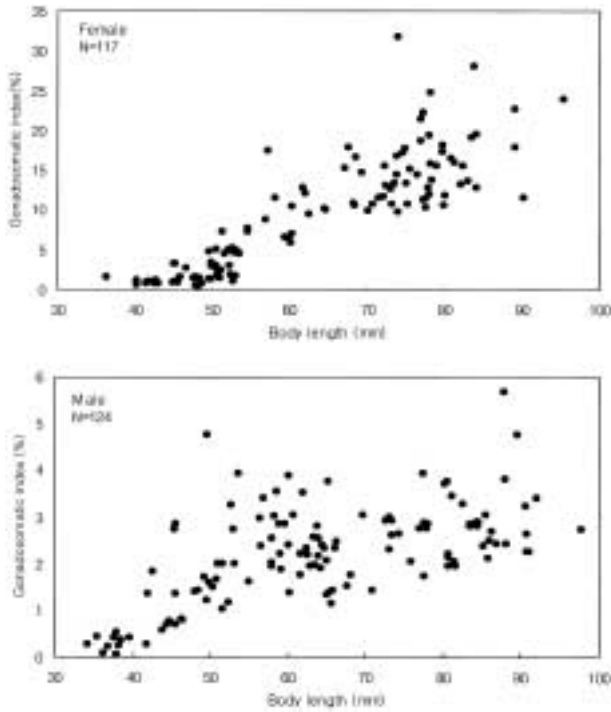 35
Female
N=117
30
25
20
15
10
5
0
Gonadosomatic index(%)
30 40 50 60 70 80 90 100
Body length (mm)
6
Male
N=124
5
4
3
2
1
0
Gonadosomatic index (%)
30 40 50 60 70 80 90 100
Body length (mm)